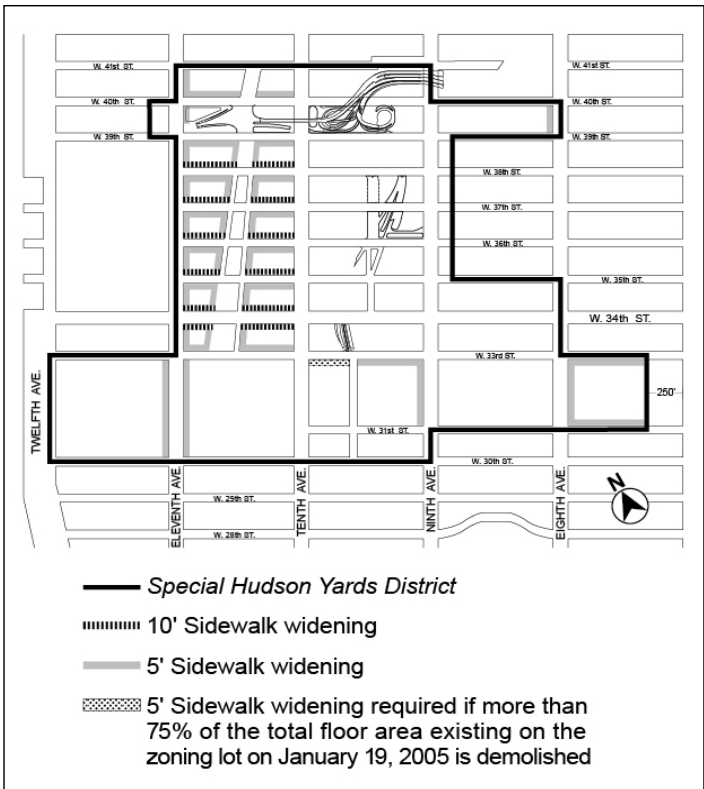 W. 41st ST.
W. 41st ST.
W. 40th ST.
W. 40th ST.
W. 39th ST.
W. 39th ST.
W. 38th ST.
W. 37th ST.
W. 36th ST.
W. 35th ST.
W. 34th ST.
W. 33rd ST.
250'
TWELFTH AVE.
W. 31st ST.
W. 30th ST.
ELEVENTH AVE.
TENTH AVE.
NINTH AVE.
EIGHTH AVE.
N
W. 29th ST.
W. 28th ST.
Special Hudson Yards District
10' Sidewalk widening
5' Sidewalk widening
5' Sidewalk widening required if more than
75% of the total floor area existing on the
zoning lot on January 19, 2005 is demolished